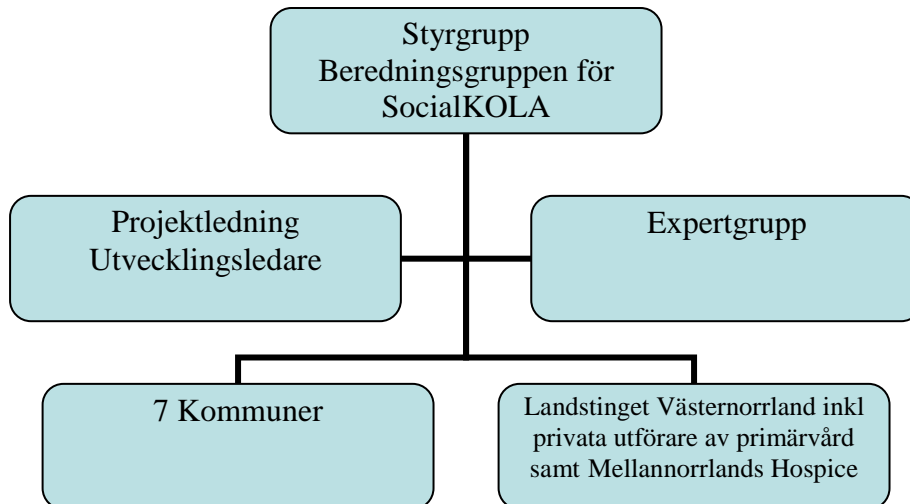 Styrgrupp
Beredningsgruppen för
SocialKOLA
Projektledning
Utvecklingsledare
Expertgrupp
7 Kommuner
Landstinget Västernorrland inkl
privata utförare av primärvård
samt Mellannorrlands Hospice